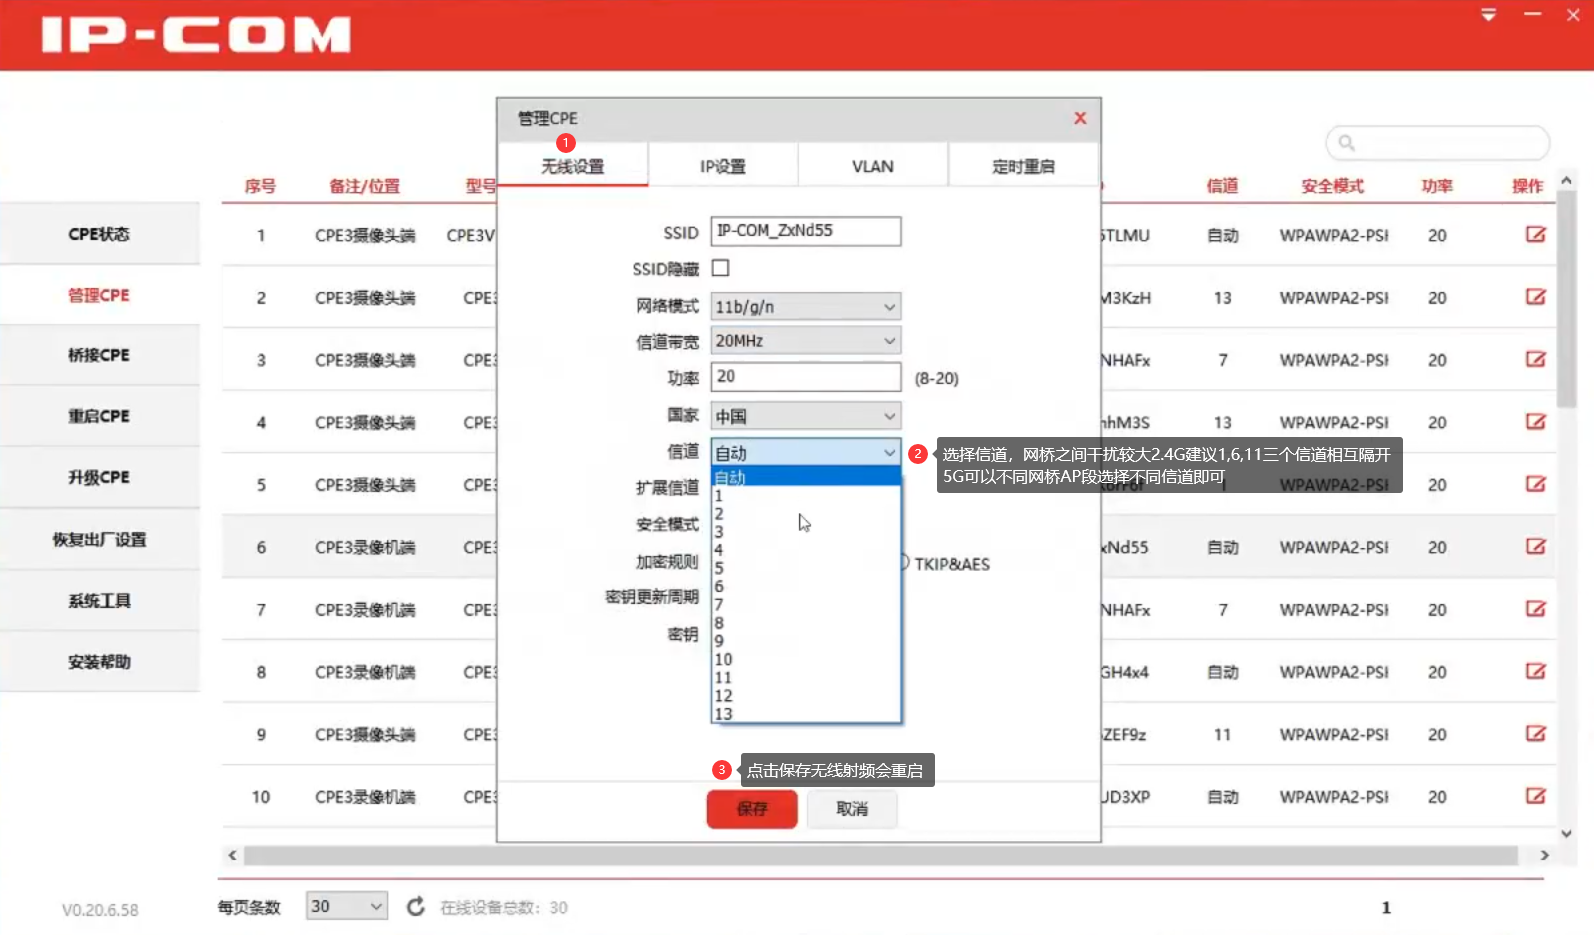 IP-COM
管理CPE
1
无线设置 IP设置 VLAN 定时重启
序号 备注/位置 型号 信道 安全模式 功率 操作
CPE状态
管理CPE
桥接CPE
重启CPE
升级CPE
恢复出厂设置
系统工具
安装帮助
1 CPE3摄像头端 CPE3V 5TLMU 自动 WPAWPA2-PSI 20
2 CPE3摄像头端 CPE3 M3KzH 13 WPAWPA2-PSI 20
3 CPE3摄像头端 CPE3 NHAFx 7 WPAWPA2-PSI 20
4 CPE3摄像头端 CPE3 hM3S 13 WPAWPA2-PSI 20
5 CPE3摄像头端 CPE3 1 WPAWPA2-PSI 20
6 CPE3录像机端 CPE3 xNd55 自动 WPAWPA2-PSI 20
7 CPE3录像机端 CPE3 NHAFx 7 WPAWPA2-PSI 20
8 CPE3录像机端 CPE3 GH4x4 自动 WPAWPA2-PSI 20
9 CPE3摄像头端 CPE3 ZEF9z 11 WPAWPA2-PSI 20
10 CPE3录像机端 CPE3 JD3XP 自动 WPAWPA2-PSI 20
SSID IP-COM_ZxNd55
SSID隐藏
网络模式 11b/g/n
信道带宽 20MHz
功率 20 (8-20)
国家 中国
信道 自动
2 选择信道，网桥之间干扰较大2.4G建议1,6,11三个信道相互隔开
5G可以不同网桥AP段选择不同信道即可
自动
1
2
3
4
5
6
7
8
9
10
11
12
13
扩展信道
安全模式
加密规则 TKIP&AES
密钥更新周期
密钥
3 点击保存无线射频会重启
保存 取消
V0.20.6.58
每页条数 30 在线设备总数：30
1